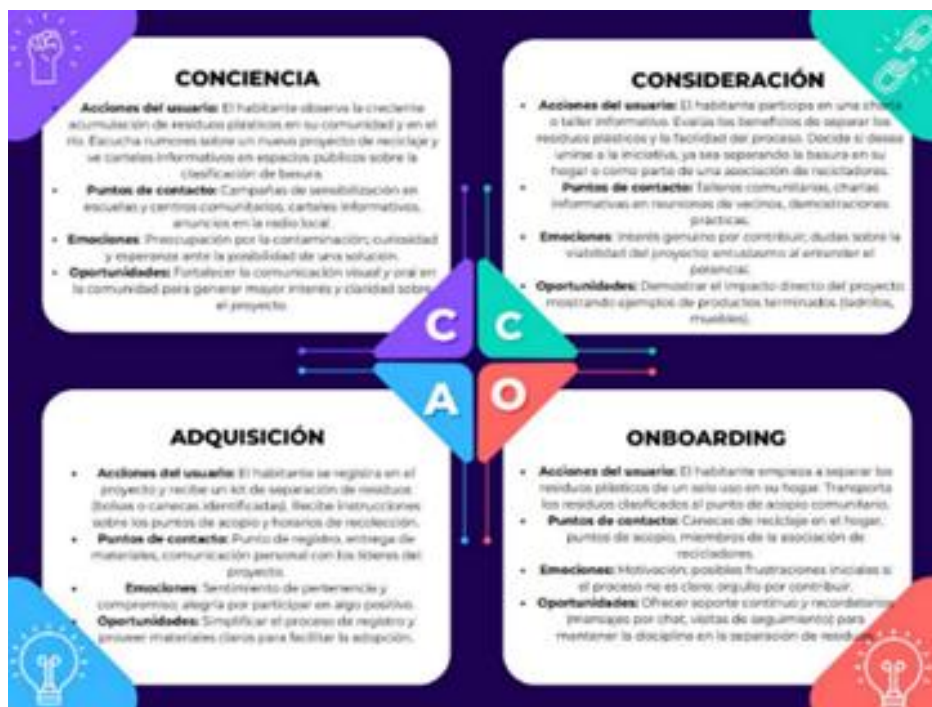 CONCIENCIA
• Acciones del usuario: El habitante observa la creciente
acumulación de residuos plásticos en su comunidad y en el
río. Escucha rumores sobre un nuevo proyecto de reciclaje y
ve carteles informativos en espacios públicos sobre la
clasificación de basura.
• Puntos de contacto: Campañas de sensibilización en
escuelas y centros comunitarios, carteles informativos,
anuncios en la radio local.
• Emociones: Preocupación por la contaminación; curiosidad
y esperanza ante la posibilidad de una solución.
• Oportunidades: Fortalecer la comunicación visual y oral en
la comunidad para generar mayor interés y claridad sobre
el proyecto.
CONSIDERACIÓN
• Acciones del usuario: El habitante participa en una charla
o taller informativo. Evalúa los beneficios de separar los
residuos plásticos y la facilidad del proceso. Decide si desea
unirse a la iniciativa, ya sea separando la basura en su
hogar o como parte de una asociación de recicladores.
• Puntos de contacto: Talleres comunitarios, charlas
informativas en reuniones de vecinos, demostraciones
prácticas.
• Emociones: Interés genuino por contribuir; dudas sobre la
viabilidad del proyecto; entusiasmo al entender el
potencial.
• Oportunidades: Demostrar el impacto directo del proyecto
mostrando ejemplos de productos terminados (ladrillos,
muebles).
C
C
A
O
ADQUISICIÓN
• Acciones del usuario: El habitante se registra en el
proyecto y recibe un kit de separación de residuos
(bolsas o canecas identificadas). Recibe instrucciones
sobre los puntos de acopio y horarios de recolección.
• Puntos de contacto: Punto de registro, entrega de
materiales, comunicación personal con los líderes del
proyecto.
• Emociones: Sentimiento de pertenencia y
compromiso; alegría por participar en algo positivo.
• Oportunidades: Simplificar el proceso de registro y
proveer materiales claros para facilitar la adopción.
ONBOARDING
• Acciones del usuario: El habitante empieza a separar los
residuos plásticos de un solo uso en su hogar. Transporta
los residuos clasificados al punto de acopio comunitario.
• Puntos de contacto: Canecas de reciclaje en el hogar,
puntos de acopio, miembros de la asociación de
recicladores.
• Emociones: Motivación; posibles frustraciones iniciales si
el proceso no es claro; orgullo por contribuir.
• Oportunidades: Ofrecer soporte continuo y recordatorios
(mensajes por chat, visitas de seguimiento) para
mantener la disciplina en la separación de residuos.